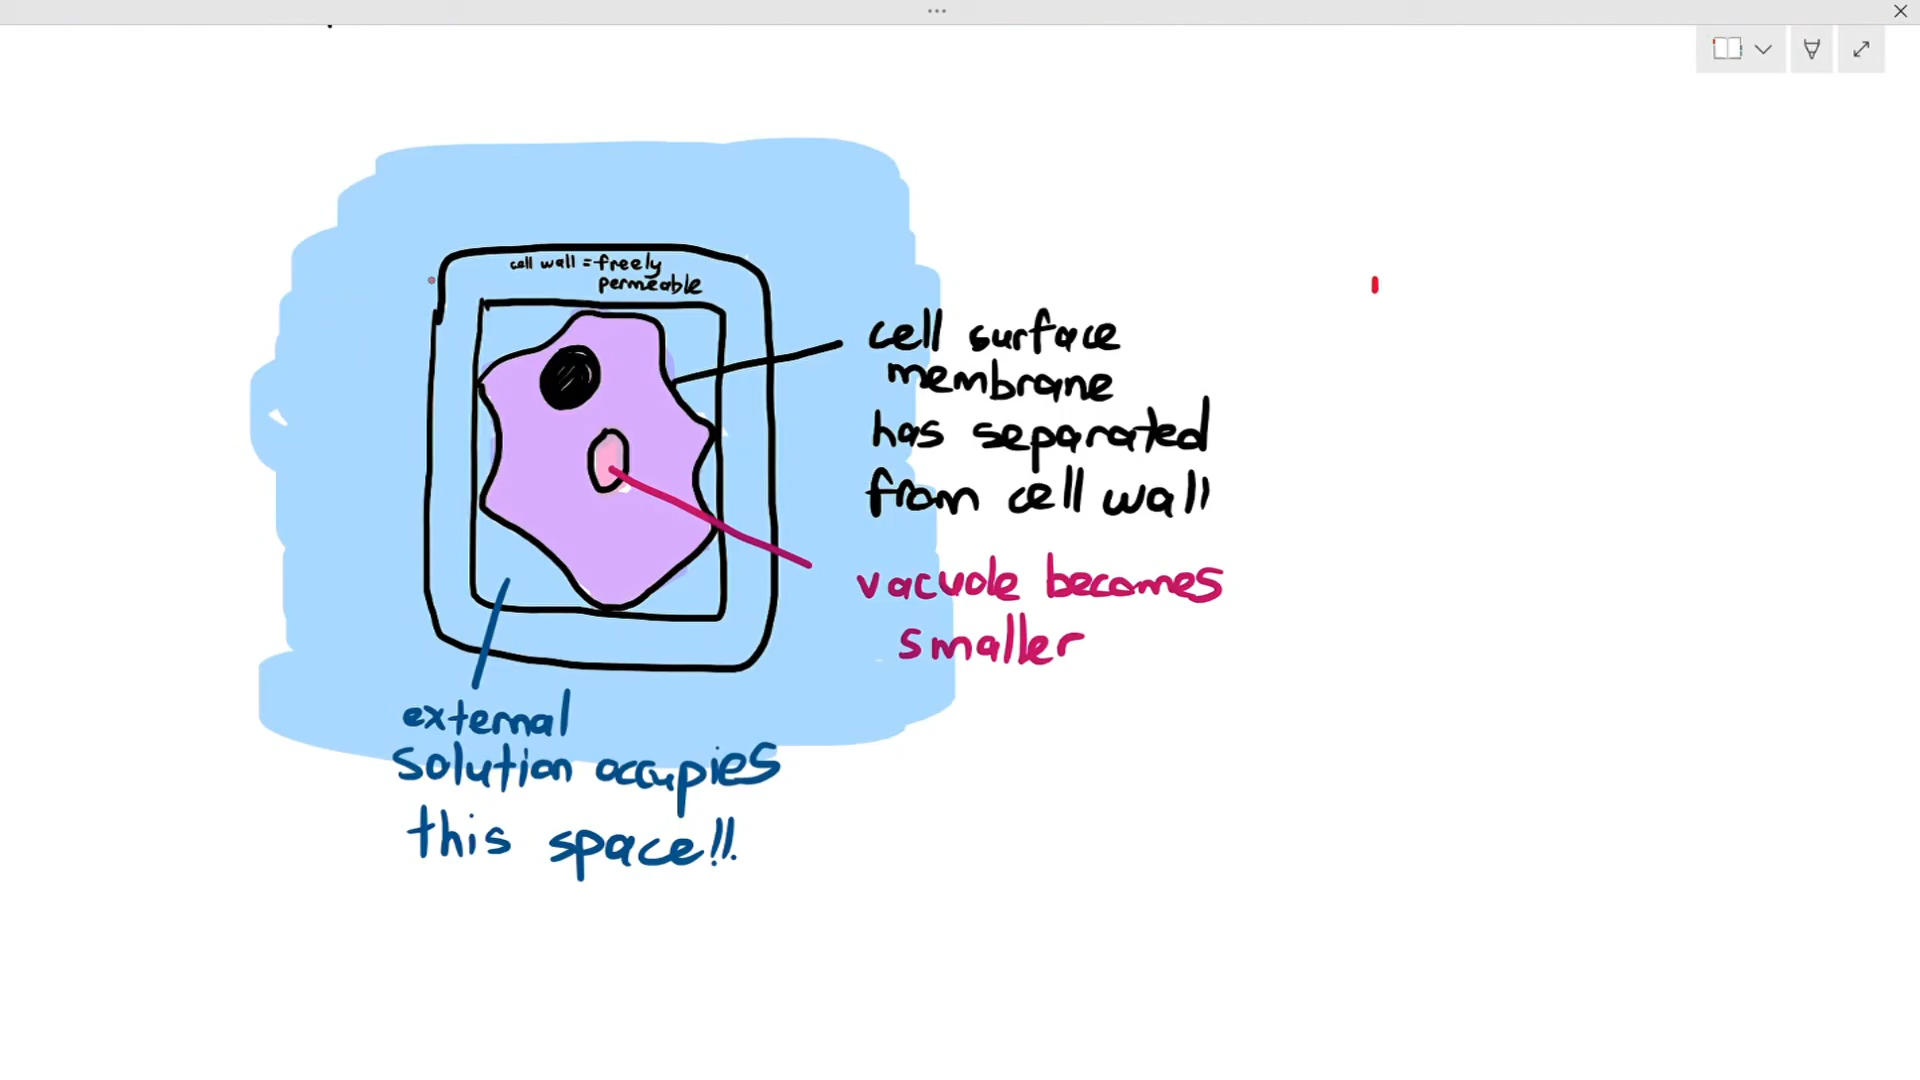 cell wall = freely
permeable
cell surface
membrane
has separated
from cell wall
vacuole becomes
smaller
external
solution occupies
this space!!